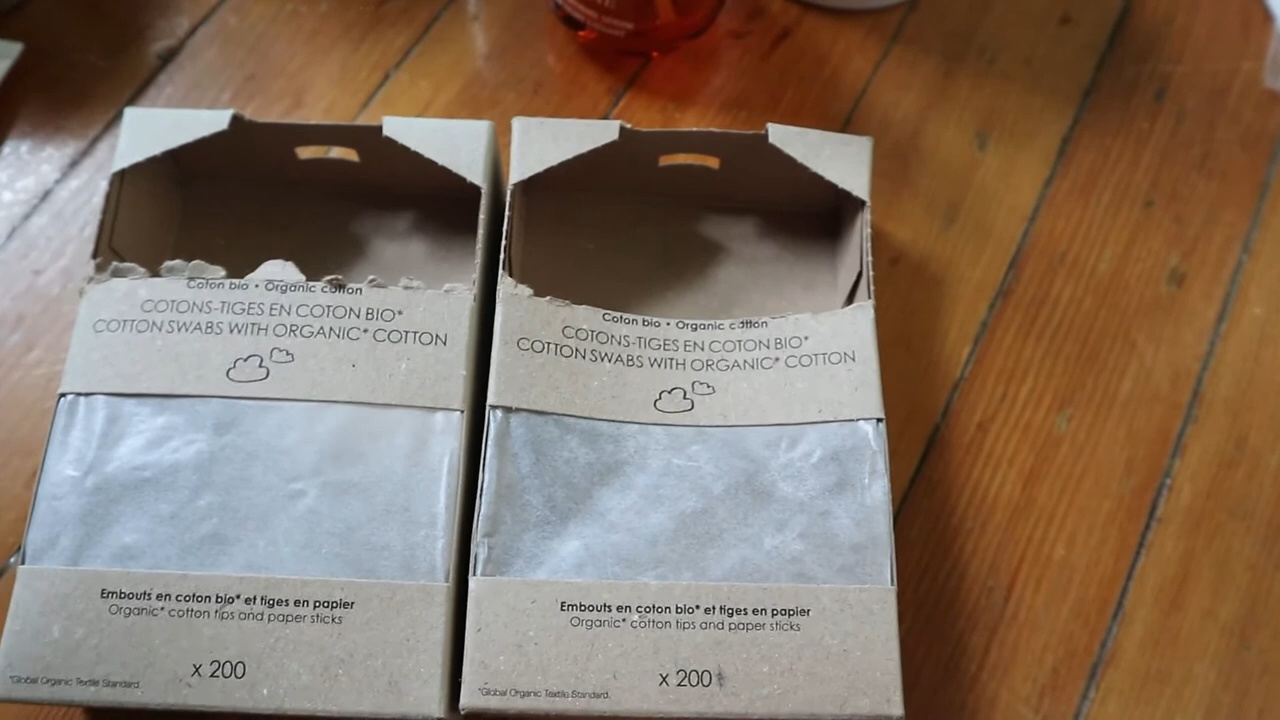 Coton bio • Organic cotton
COTONS-TIGES EN COTON BIO*
COTTON SWABS WITH ORGANIC* COTTON
Embouts en coton bio* et tiges en papier
Organic* cotton tips and paper sticks
x 200
*Global Organic Textile Standard.
Coton bio • Organic cotton
COTONS-TIGES EN COTON BIO*
COTTON SWABS WITH ORGANIC* COTTON
Embouts en coton bio* et tiges en papier
Organic* cotton tips and paper sticks
x 200
*Global Organic Textile Standard.